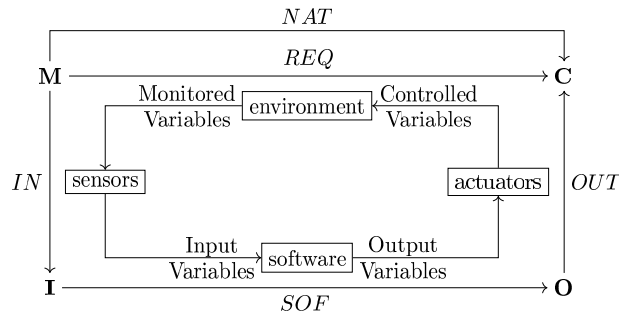 NAT
REQ
M C
Monitored Controlled
environment
Variables Variables
IN sensors actuators OUT
Input Output
software
Variables Variables
I O
SOF